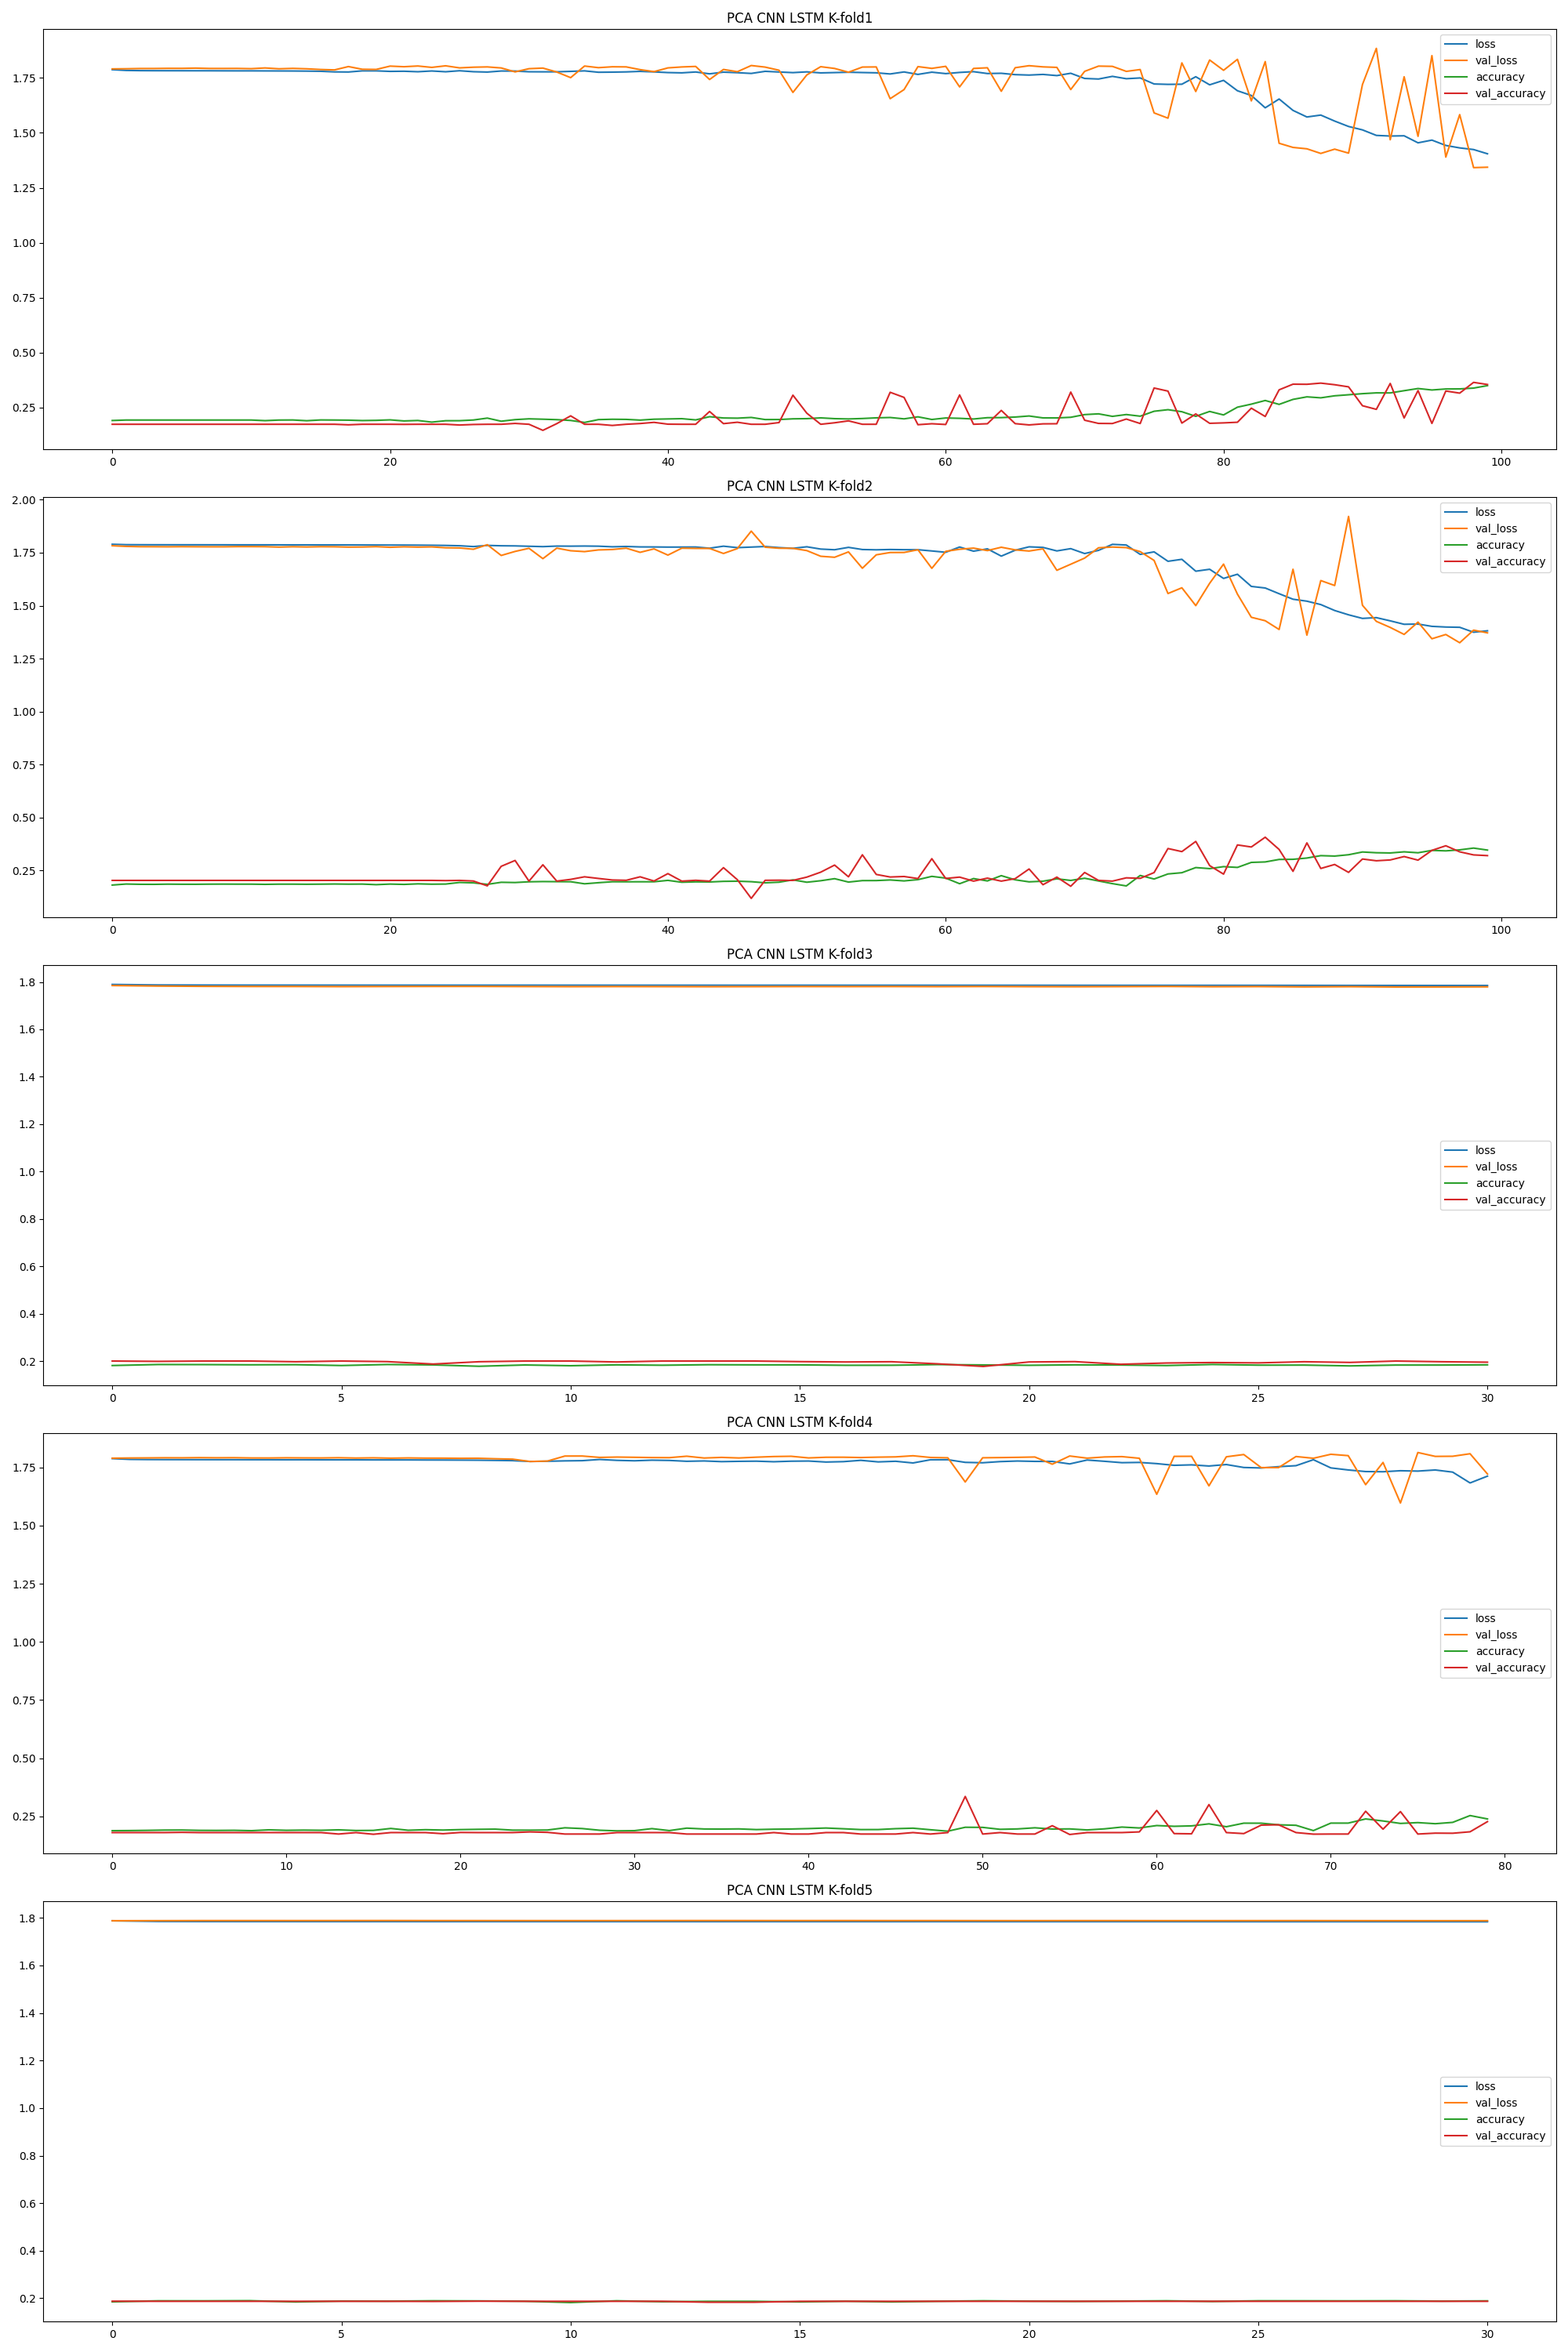 PCA CNN LSTM K-fold1
loss
val_loss
accuracy
val_accuracy
1.75
1.50
1.25
1.00
0.75
0.50
0.25
0 20 40 60 80 100
PCA CNN LSTM K-fold2
loss
val_loss
accuracy
val_accuracy
2.00
1.75
1.50
1.25
1.00
0.75
0.50
0.25
0 20 40 60 80 100
PCA CNN LSTM K-fold3
loss
val_loss
accuracy
val_accuracy
1.8
1.6
1.4
1.2
1.0
0.8
0.6
0.4
0.2
0 5 10 15 20 25 30
PCA CNN LSTM K-fold4
loss
val_loss
accuracy
val_accuracy
1.75
1.50
1.25
1.00
0.75
0.50
0.25
0 10 20 30 40 50 60 70 80
PCA CNN LSTM K-fold5
loss
val_loss
accuracy
val_accuracy
1.8
1.6
1.4
1.2
1.0
0.8
0.6
0.4
0.2
0 5 10 15 20 25 30